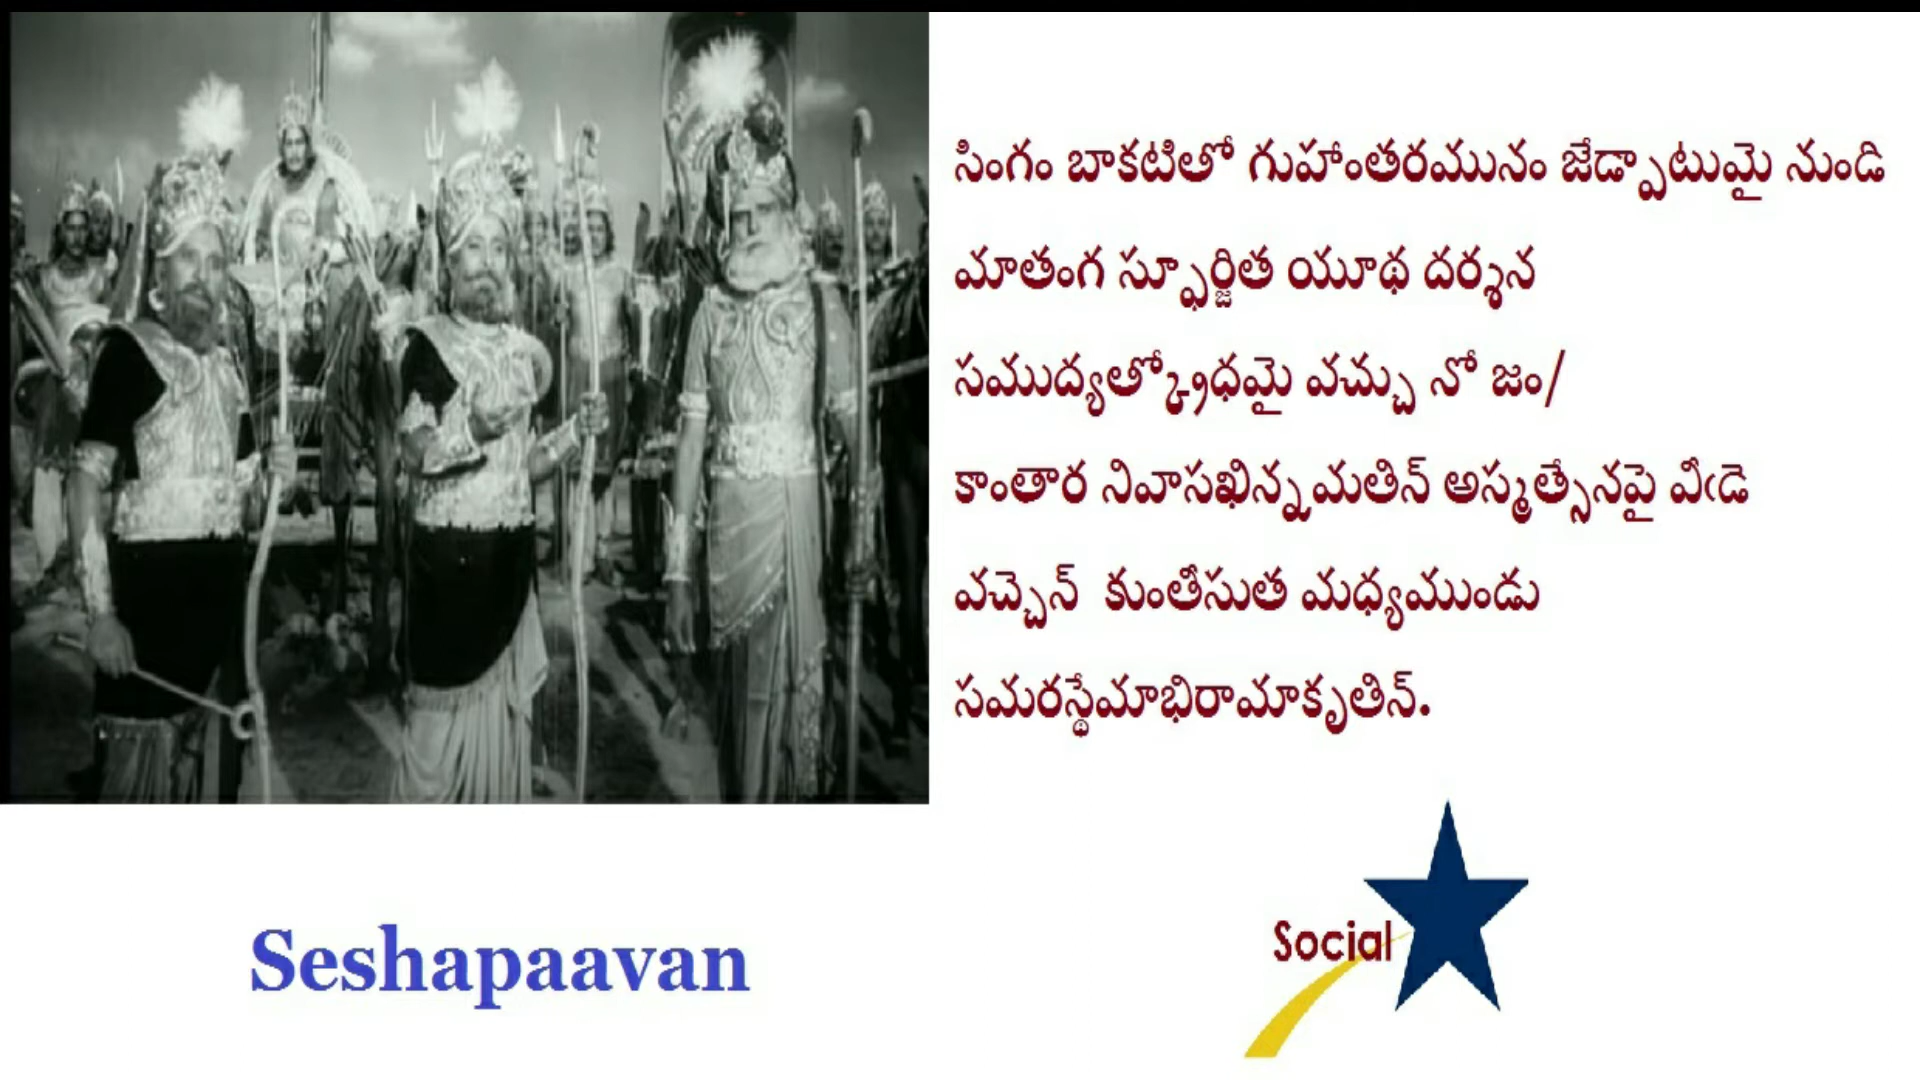 సింగం బాకటితో గుహాంతరమునం జేడ్పాటుమై నుండి
మాతంగ స్ఫూర్జిత యూథ దర్శన
సముద్యత్క్రోధమై వచ్చు నో జం/
కాంతార నివాసఖిన్నమతిన్ అస్మత్సేనపై వీఁడె
వచ్చెన్ కుంతీసుత మధ్యముండు
సమరస్థేమాభిరామాకృతిన్.
Seshapaavan
Social